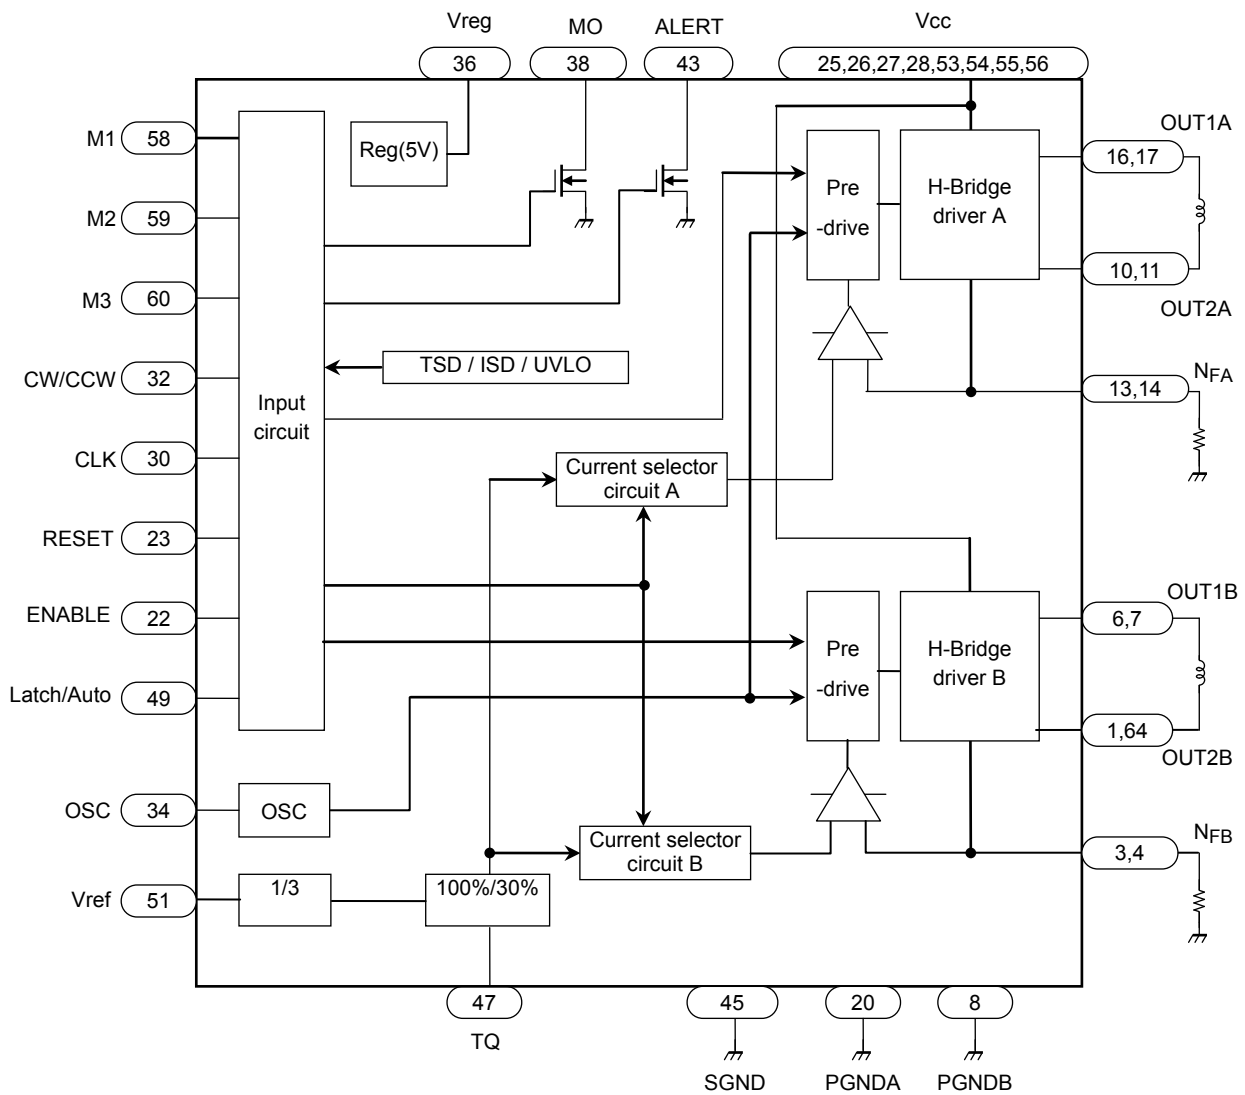 Vreg
MO
ALERT
Vcc
36
38
43
25,26,27,28,53,54,55,56
M1
58
Reg(5V)
OUT1A
16,17
M2
59
Pre
-drive
H-Bridge
driver A
10,11
OUT2A
M3
60
TSD / ISD / UVLO
CW/CCW
32
NFA
13,14
Input
circuit
CLK
30
Current selector
circuit A
RESET
23
ENABLE
22
OUT1B
6,7
Pre
-drive
H-Bridge
driver B
Latch/Auto
49
1,64
OUT2B
OSC
34
OSC
Current selector
circuit B
NFB
3,4
Vref
51
1/3
100%/30%
47
TQ
45
20
8
SGND
PGNDA
PGNDB